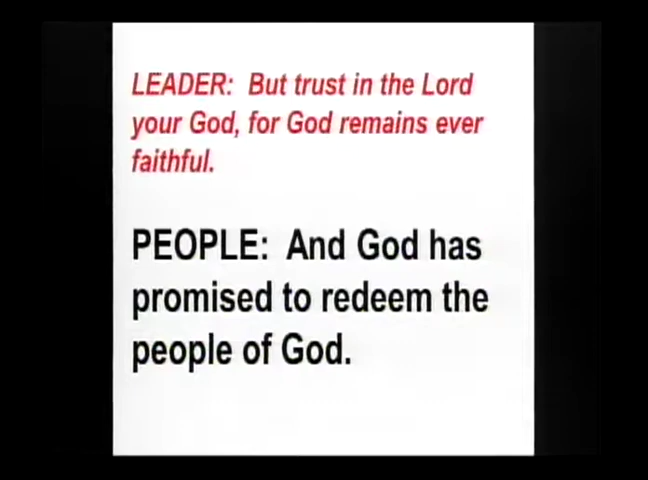 LEADER: But trust in the Lord
your God, for God remains ever
faithful.
PEOPLE: And God has
promised to redeem the
people of God.